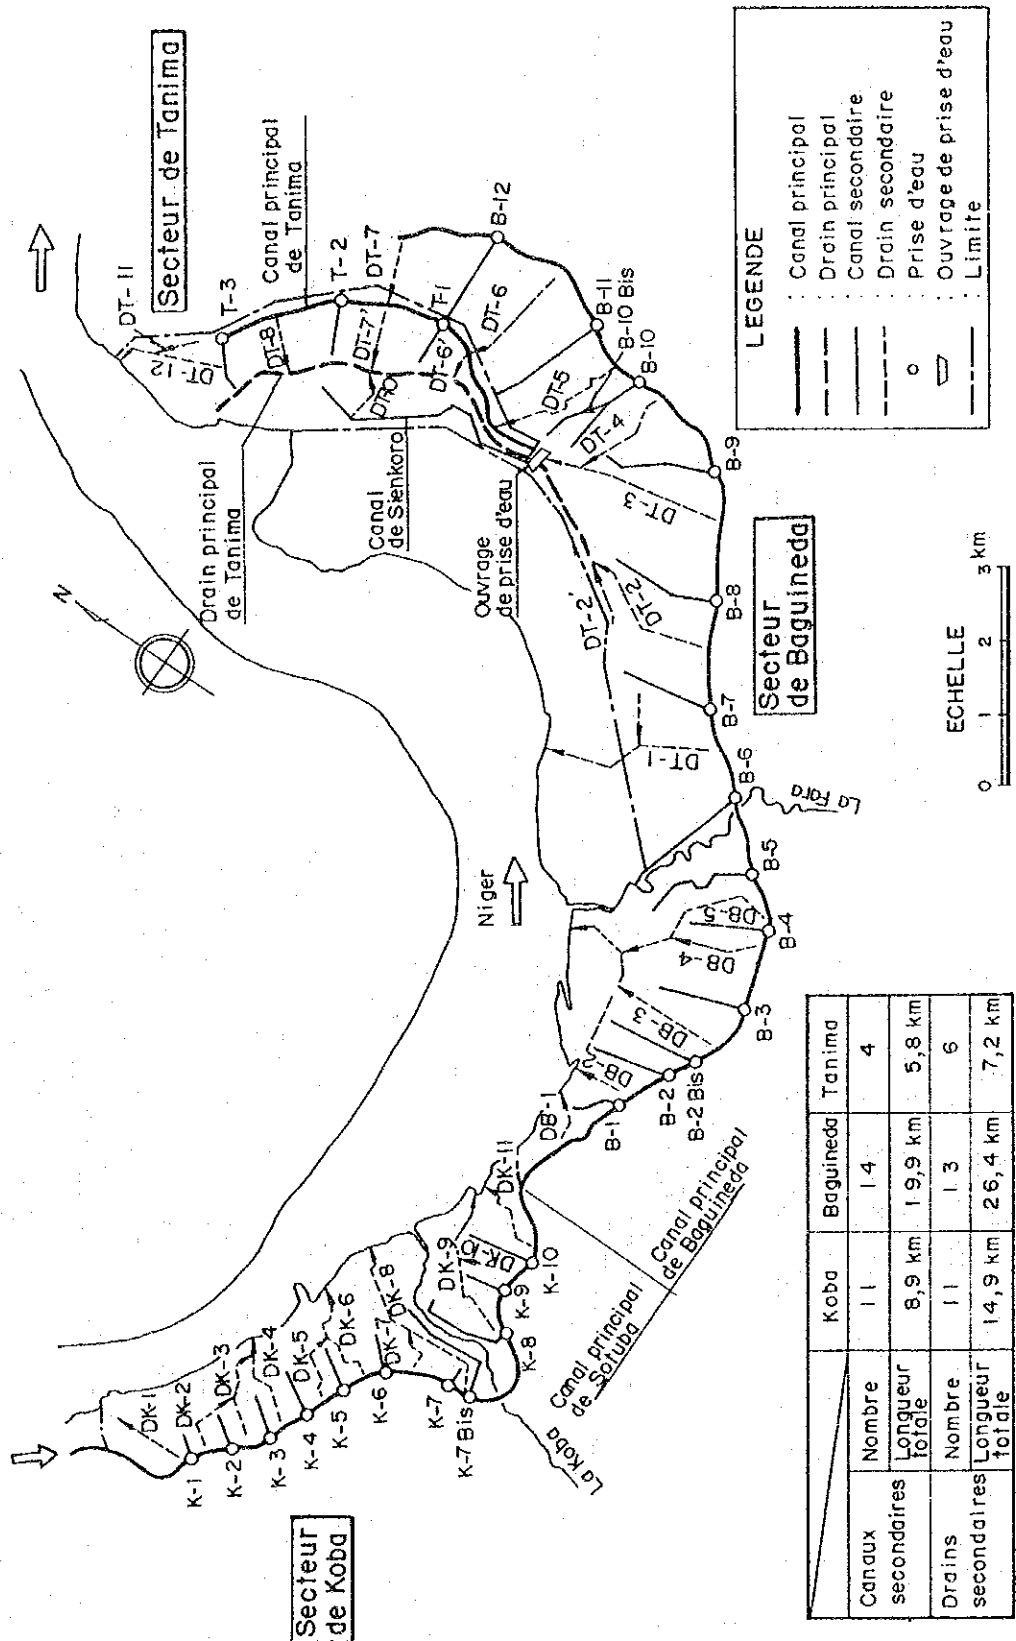 Secteur de Tanima
DT-11
T-3
Canal principal
de Tanima
T-2
DT-7
DT-12
DT-8
DT-7'
T-1
DT-6'
DT-6
B-12
B-11
B-10 Bis
B-10
DT-5
DT-4
DT-3
B-9
Drain principal
de Tanima
Canal
de Sienkoro
Ouvrage
de prise d'eau
N
DT-2'
DT-2
B-8
B-7
DT-1
B-6
La Fara
Secteur
de Baguineda
Niger
B-5
DB-5
B-4
DB-4
B-3
DB-3
DB-2
B-2 Bis
B-2
B-1
DB-1
DK-11
Canal principal
de Baguineda
Canal principal
de Sotuba
DK-10
K-10
DK-9
K-9
K-8
DK-8
DK-7
K-7
K-7 Bis
La Koba
K-6
DK-6
K-5
DK-5
K-4
DK-4
K-3
DK-3
K-2
DK-2
K-1
DK-1
Secteur
de Koba
LEGENDE
: Canal principal
: Drain principal
: Canal secondaire
: Drain secondaire
: Prise d'eau
: Ouvrage de prise d'eau
: Limite
ECHELLE
0 1 2 3 km
Koba Baguineda Tanima
Canaux secondaires Nombre 11 14 4
Longueur totale 8,9 km 19,9 km 5,8 km
Drains secondaires Nombre 11 13 6
Longueur totale 14,9 km 26,4 km 7,2 km